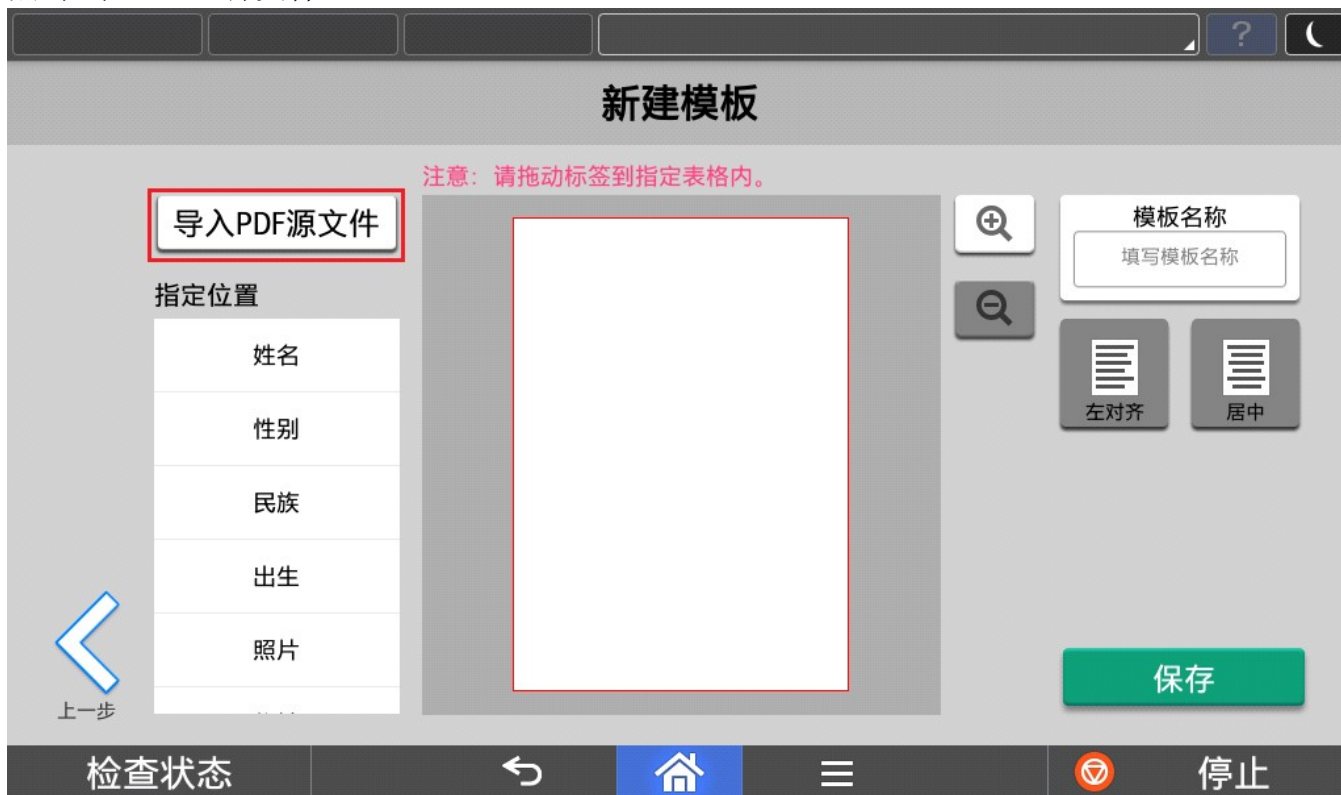 ?
新建模板
注意：请拖动标签到指定表格内。
导入PDF源文件
指定位置
姓名
性别
民族
出生
照片
上一步
模板名称
填写模板名称
左对齐
居中
保存
检查状态
停止